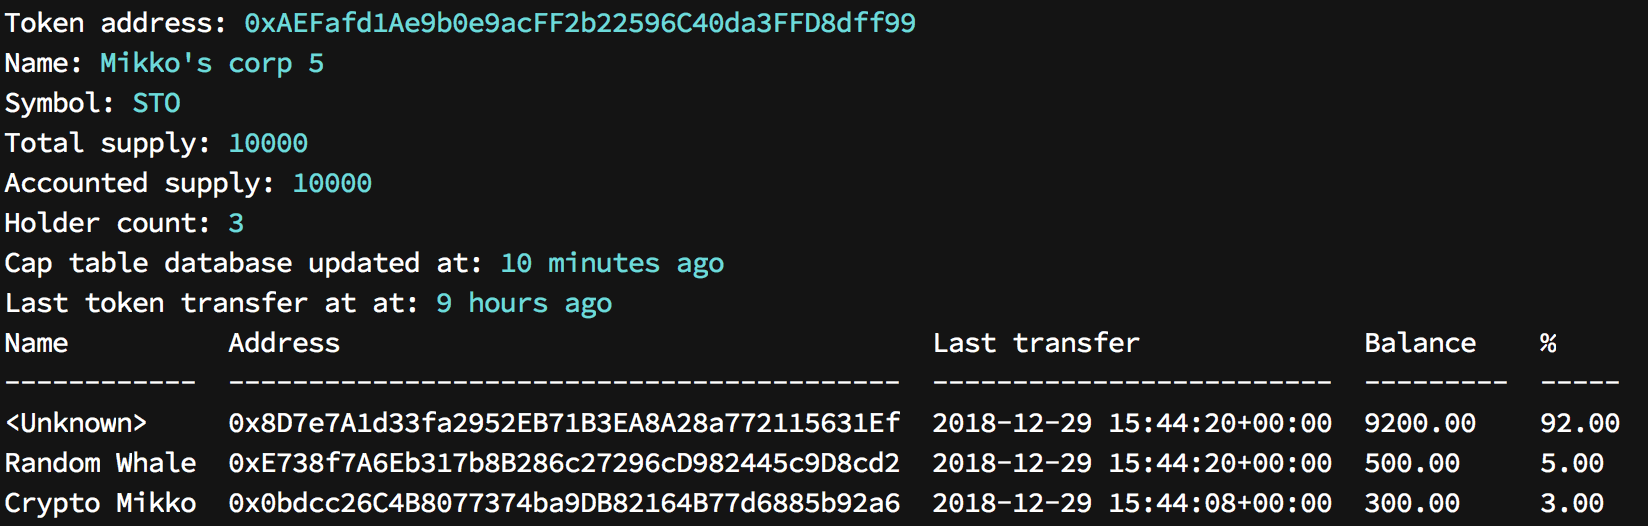 Token address: 0xAEFafd1Ae9b0e9acFF2b22596C40da3FFD8dff99
Name: Mikko's corp 5
Symbol: STO
Total supply: 10000
Accounted supply: 10000
Holder count: 3
Cap table database updated at: 10 minutes ago
Last token transfer at at: 9 hours ago
Name Address Last transfer Balance %
------------ ------------------------------------------ ------------------------- --------- -----
<Unknown> 0x8D7e7A1d33fa2952EB71B3EA8A28a772115631Ef 2018-12-29 15:44:20+00:00 9200.00 92.00
Random Whale 0xE738f7A6Eb317b8B286c27296cD982445c9D8cd2 2018-12-29 15:44:20+00:00 500.00 5.00
Crypto Mikko 0x0bdcc26C4B8077374ba9DB82164B77d6885b92a6 2018-12-29 15:44:08+00:00 300.00 3.00